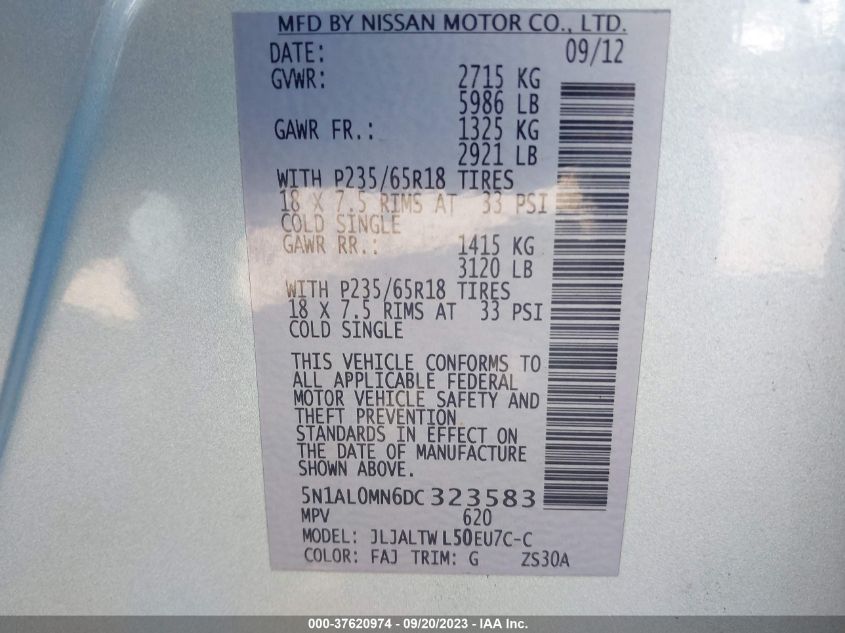 MFD BY NISSAN MOTOR CO., LTD.
DATE: 09/12
GVWR: 2715 KG
5986 LB
GAWR FR.: 1325 KG
2921 LB
WITH P235/65R18 TIRES
18 X 7.5 RIMS AT 33 PSI
COLD SINGLE
GAWR RR.: 1415 KG
3120 LB
WITH P235/65R18 TIRES
18 X 7.5 RIMS AT 33 PSI
COLD SINGLE
THIS VEHICLE CONFORMS TO
ALL APPLICABLE FEDERAL
MOTOR VEHICLE SAFETY AND
THEFT PREVENTION
STANDARDS IN EFFECT ON
THE DATE OF MANUFACTURE
SHOWN ABOVE.
5N1AL0MN6DC323583
MPV 620
MODEL: JLJALTWL50EU7C-C
COLOR: FAJ TRIM: G ZS30A
000-37620974 - 09/20/2023 - IAA Inc.